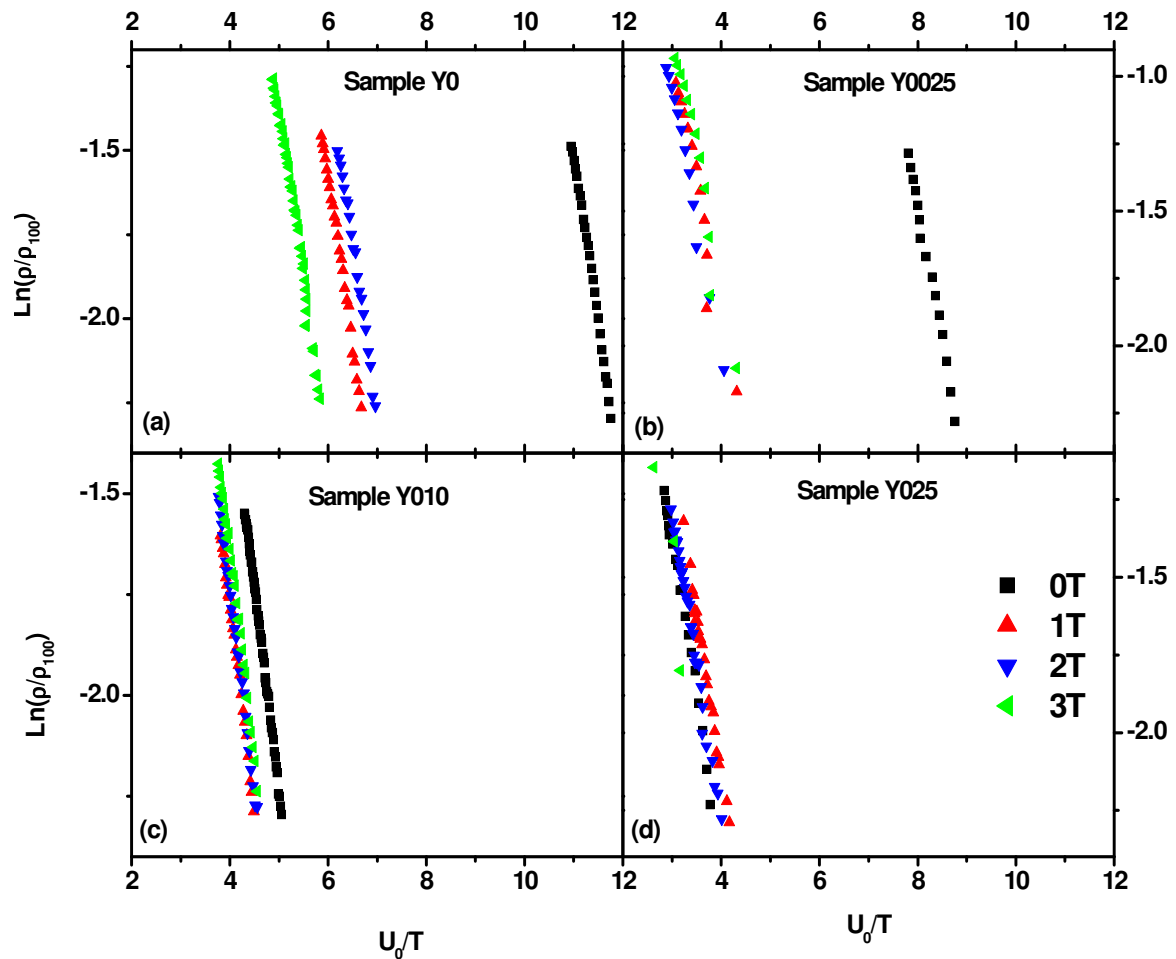 2 4 6 8 10 12 4 6 8 10 12
Sample Y0 Sample Y0025
-1.0
-1.5
-1.5
-2.0
-2.0
Ln(ρ/ρ100)
(a) (b)
Sample Y010 Sample Y025
-1.5
-1.5
0T
1T
2T
3T
-2.0
-2.0
Ln(ρ/ρ100)
(c) (d)
2 4 6 8 10 12 4 6 8 10 12
U0/T U0/T